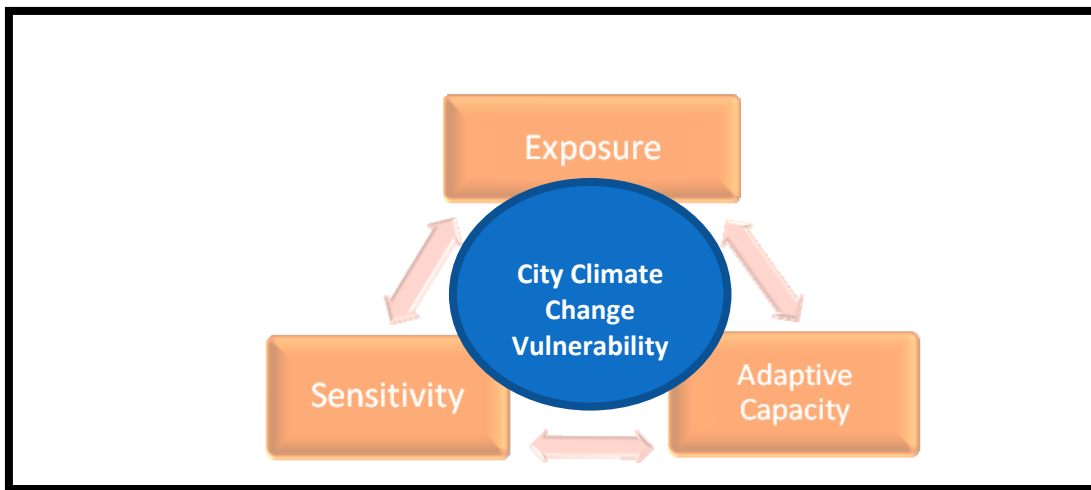 Exposure
City Climate
Change
Vulnerability
Sensitivity
Adaptive
Capacity